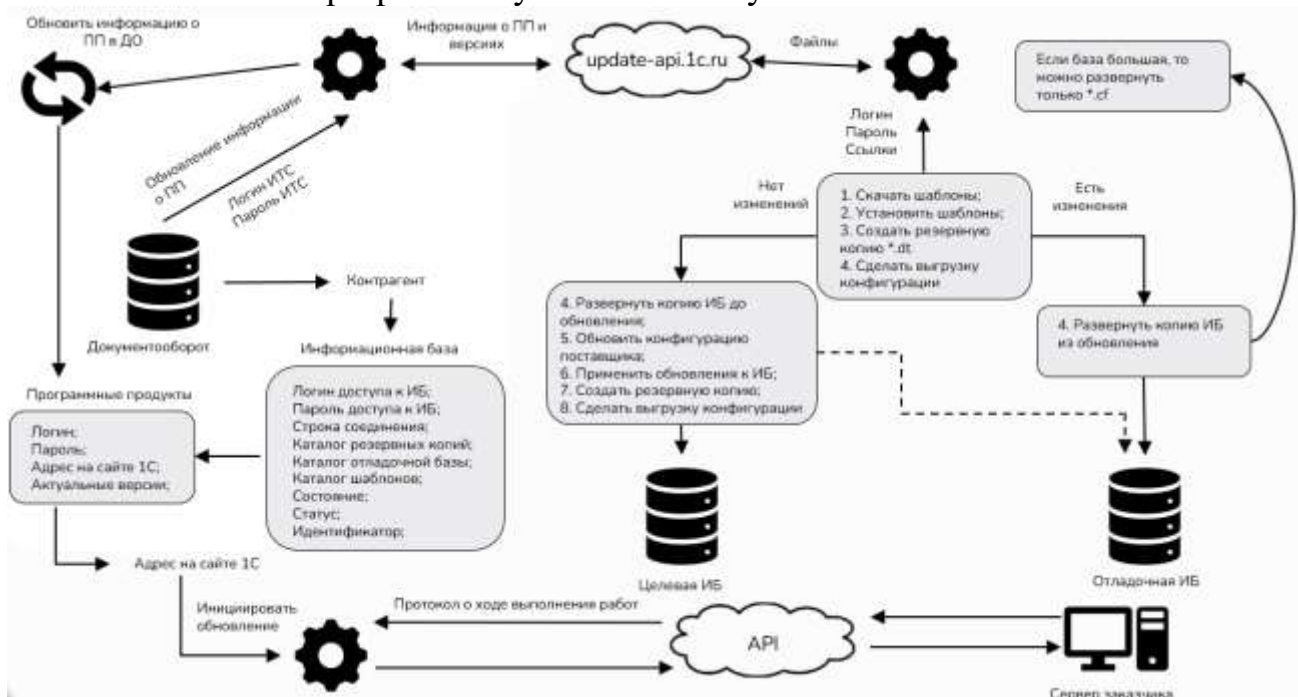 Обновить информацию о
ПП в ДО
Информация о ПП и
версиях
update-api.1c.ru
Файлы
Если база большая, то
можно развернуть
только *.cf
Обновление информации
о ПП
Логин ИТС
Пароль ИТС
Логин
Пароль
Ссылки
Нет
изменений
1. Скачать шаблоны;
2. Установить шаблоны;
3. Создать резервную
копию *.dt
4. Сделать выгрузку
конфигурации
Есть
изменения
Документооборот
Контрагент
Информационная база
Логин доступа к ИБ;
Пароль доступа к ИБ;
Строка соединения;
Каталог резервных копий;
Каталог отладочной базы;
Каталог шаблонов;
Состояние;
Статус;
Идентификатор;
4. Развернуть копию ИБ до
обновления;
5. Обновить конфигурацию
поставщика;
6. Применить обновления к ИБ;
7. Создать резервную копию;
8. Сделать выгрузку конфигурации
4. Развернуть копию ИБ
из обновления
Программные продукты
Логин;
Пароль;
Адрес на сайте 1С;
Актуальные версии;
Адрес на сайте 1С
Целевая ИБ
Отладочная ИБ
Инициировать
обновление
Протокол о ходе выполнения работ
API
Сервер заказчика